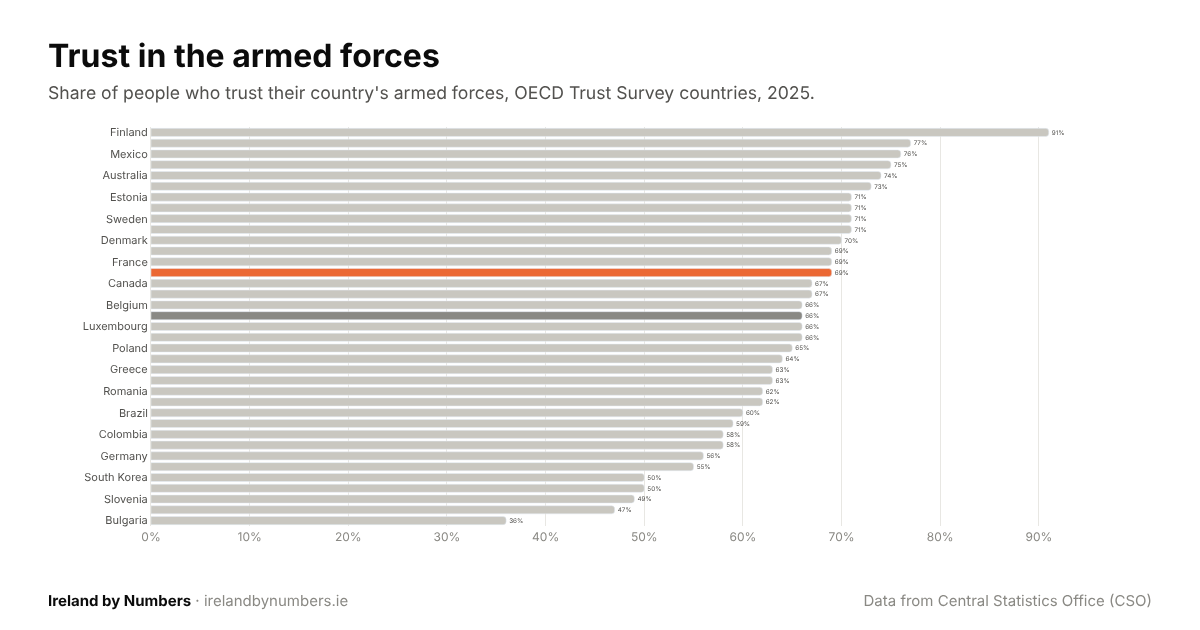 Trust in the armed forces
Share of people who trust their country's armed forces, OECD Trust Survey countries, 2025.
Finland 91%
77%
Mexico 76%
75%
Australia 74%
73%
Estonia 71%
71%
Sweden 71%
71%
Denmark 70%
69%
France 69%
69%
Canada 67%
67%
Belgium 66%
66%
Luxembourg 66%
66%
Poland 65%
64%
Greece 63%
63%
Romania 62%
62%
Brazil 60%
59%
Colombia 58%
58%
Germany 56%
55%
South Korea 50%
50%
Slovenia 49%
47%
Bulgaria 36%
0% 10% 20% 30% 40% 50% 60% 70% 80% 90%
Ireland by Numbers · irelandbynumbers.ie Data from Central Statistics Office (CSO)